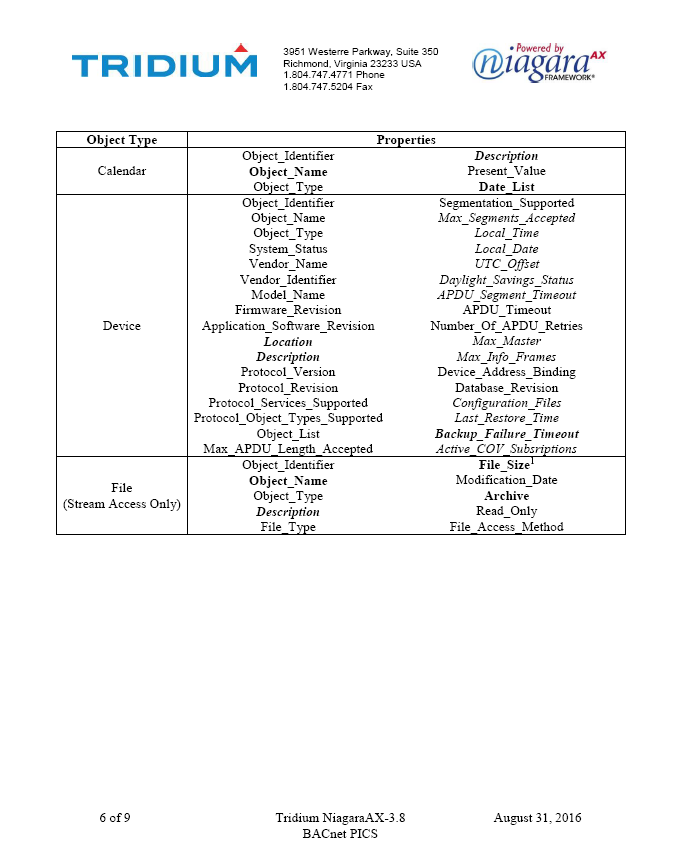 TRIDIUM
3951 Westerre Parkway, Suite 350
Richmond, Virginia 23233 USA
1.804.747.4771 Phone
1.804.747.5204 Fax
Powered by
niagara AX
FRAMEWORK®
Object Type Properties
Calendar
Object_Identifier Description
Object_Name Present_Value
Object_Type Date_List
Device
Object_Identifier Segmentation_Supported
Object_Name Max_Segments_Accepted
Object_Type Local_Time
System_Status Local_Date
Vendor_Name UTC_Offset
Vendor_Identifier Daylight_Savings_Status
Model_Name APDU_Segment_Timeout
Firmware_Revision APDU_Timeout
Application_Software_Revision Number_Of_APDU_Retries
Location Max_Master
Description Max_Info_Frames
Protocol_Version Device_Address_Binding
Protocol_Revision Database_Revision
Protocol_Services_Supported Configuration_Files
Protocol_Object_Types_Supported Last_Restore_Time
Object_List Backup_Failure_Timeout
Max_APDU_Length_Accepted Active_COV_Subsriptions
File
(Stream Access Only)
Object_Identifier File_Size¹
Object_Name Modification_Date
Object_Type Archive
Description Read_Only
File_Type File_Access_Method
6 of 9 Tridium NiagaraAX-3.8 August 31, 2016
BACnet PICS